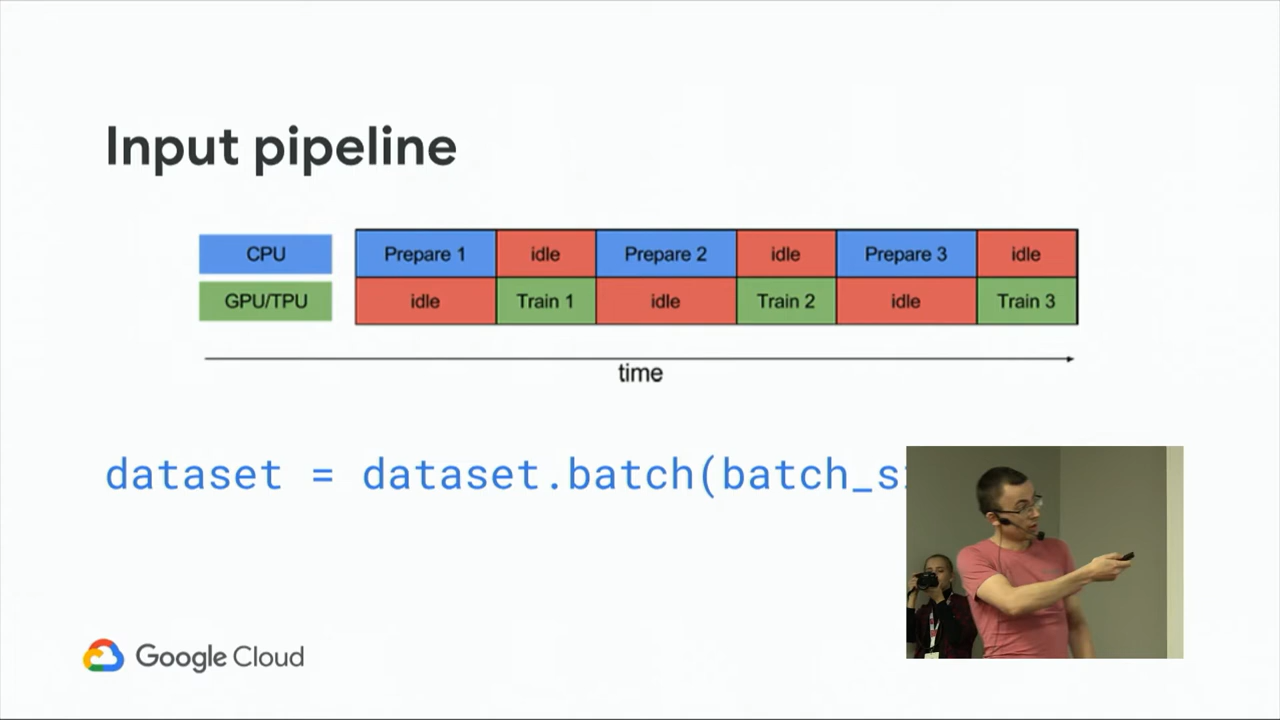 Input pipeline
CPU Prepare 1 idle Prepare 2 idle Prepare 3 idle
GPU/TPU idle Train 1 idle Train 2 idle Train 3
time
dataset = dataset.batch(batch_s
Google Cloud